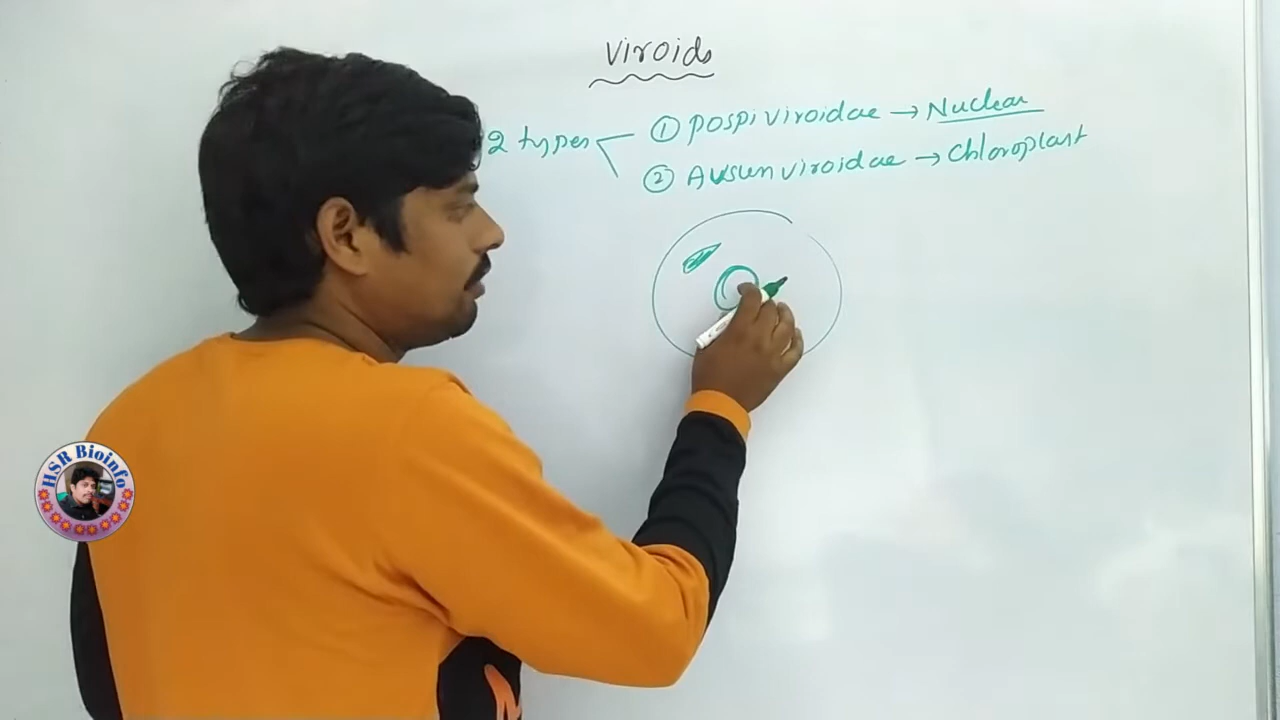 Viroids
2 types
① Pospiviroidae → Nuclear
② Avsunviroidae → Chloroplast
HSR Bioinfo